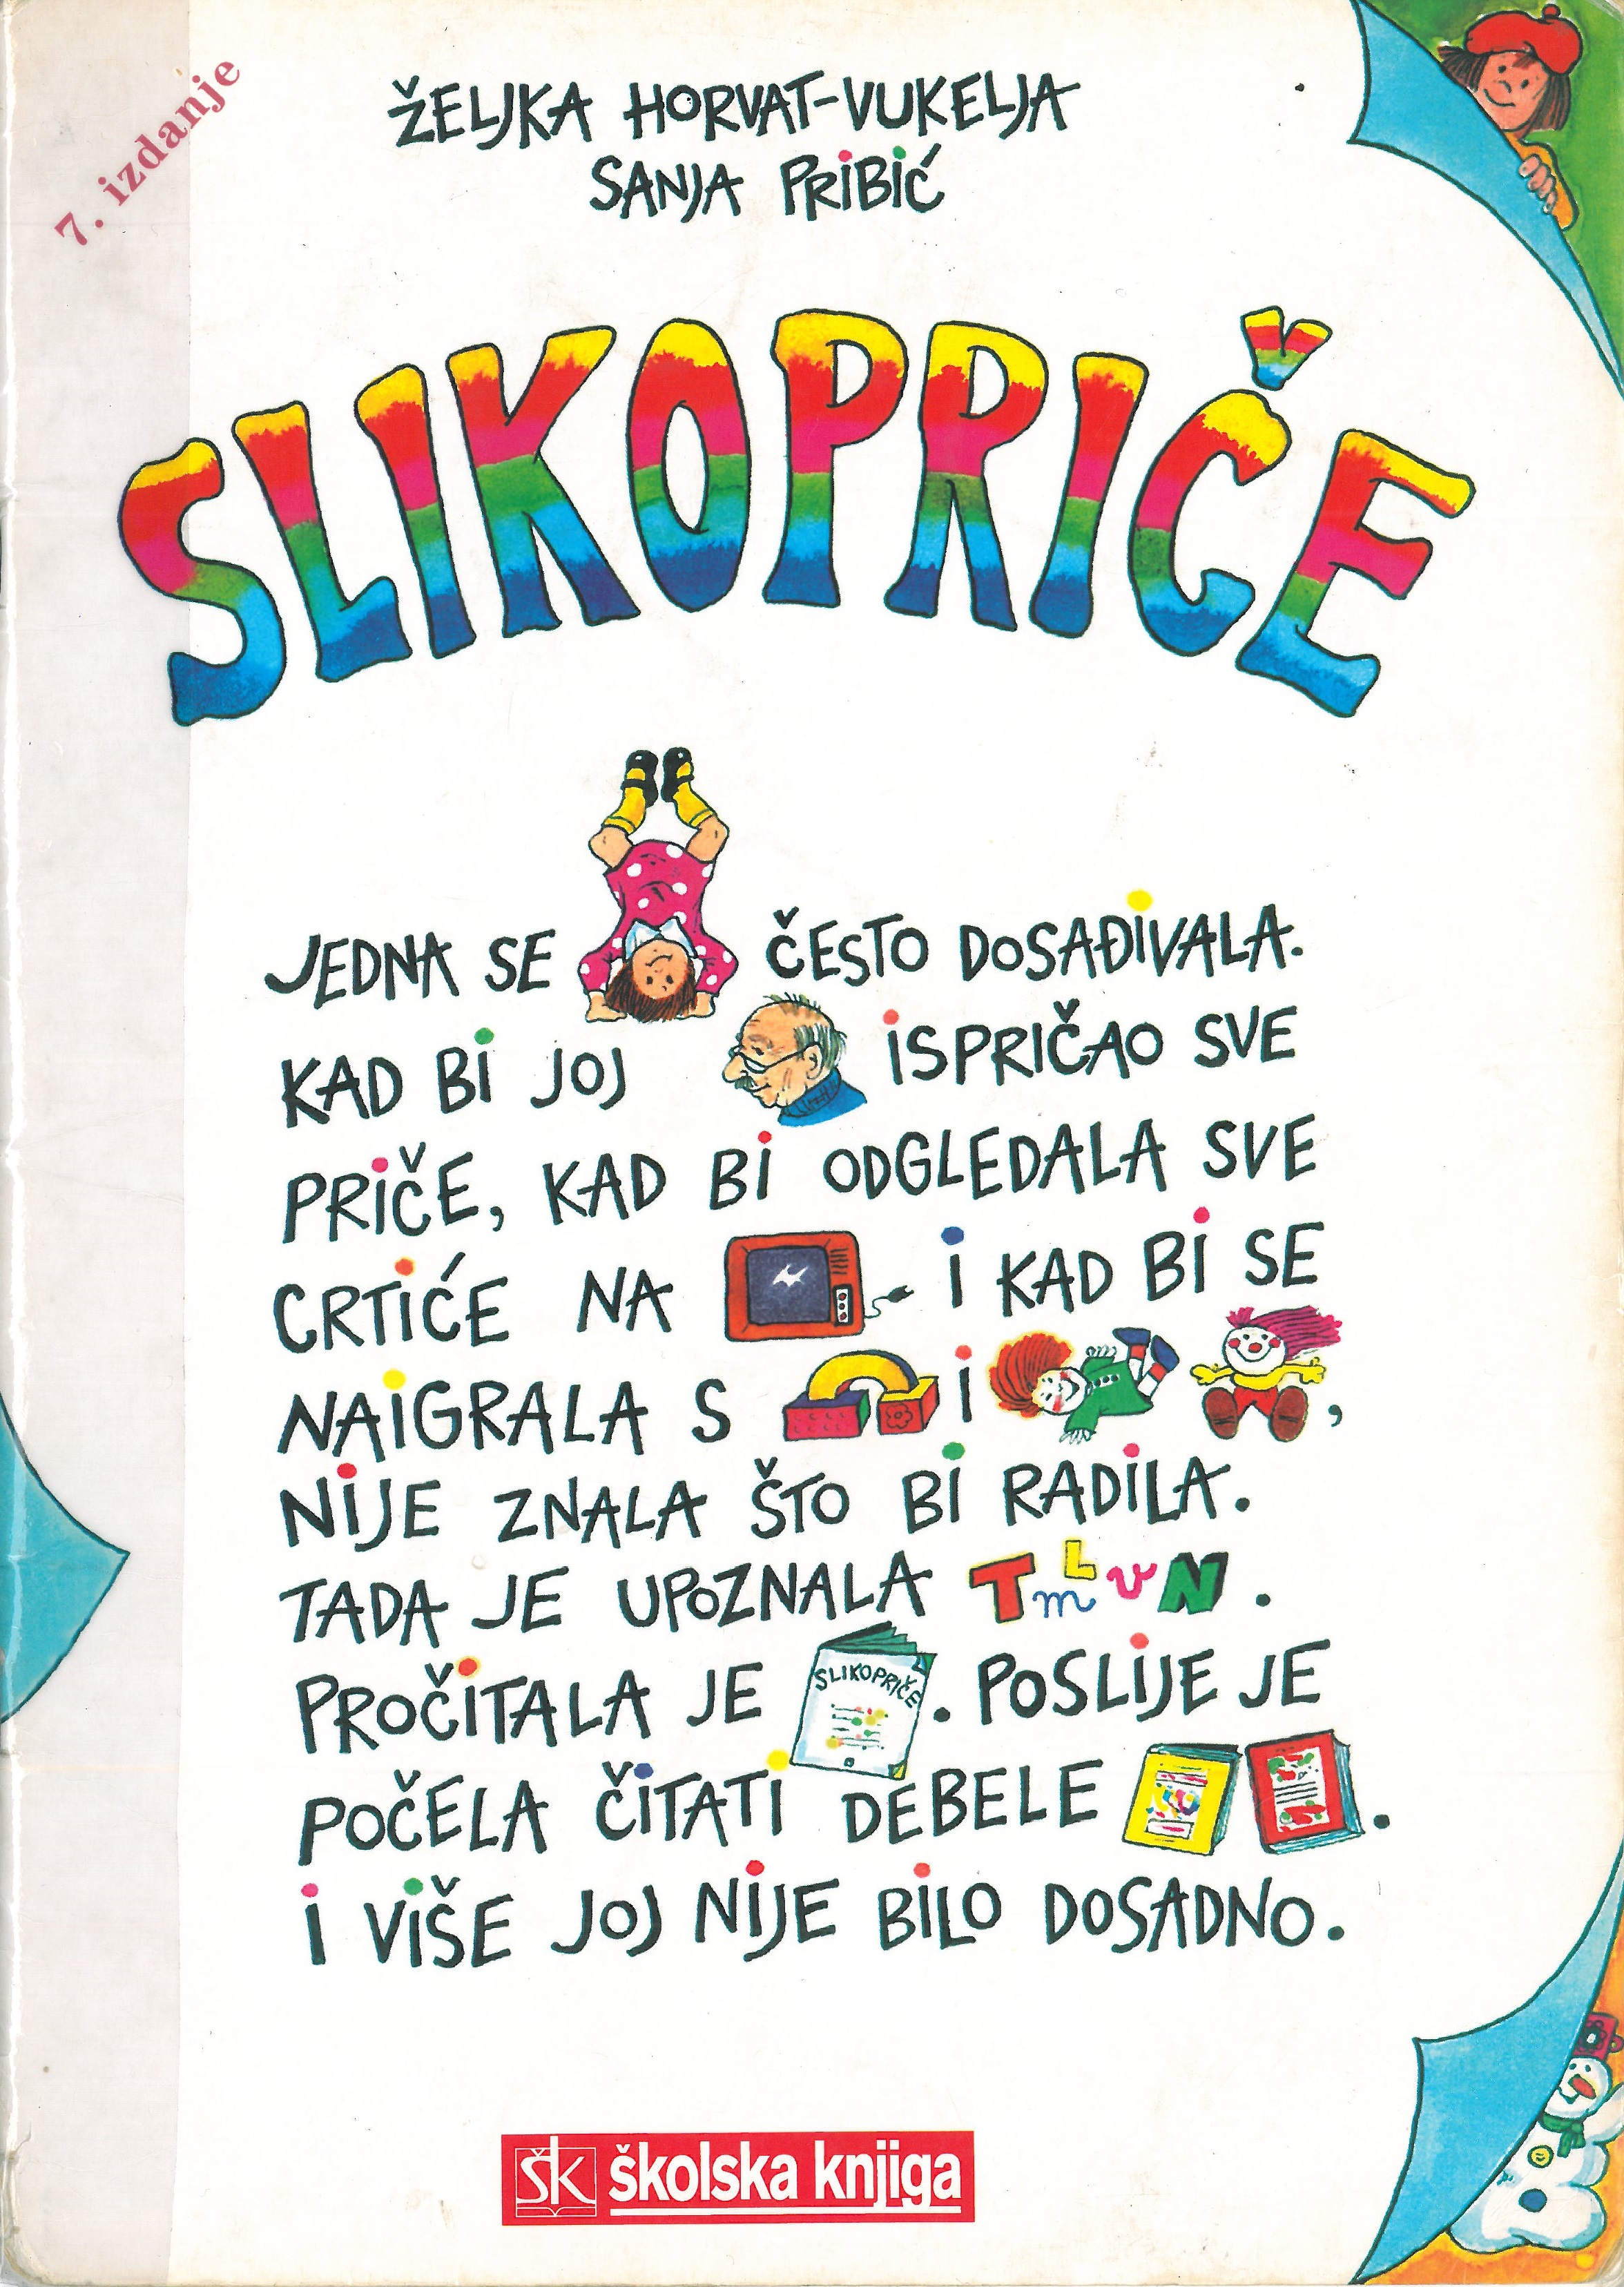 7. izdanje
ŽELJKA HORVAT-VUKELJA
SANJA PRIBIĆ
SLIKOPRIČE
JEDNA SE ČESTO DOSAĐIVALA.
KAD BI JOJ ISPRIČAO SVE
PRIČE, KAD BI ODGLEDALA SVE
CRTIĆE NA I KAD BI SE
NAIGRALA S I ,
NIJE ZNALA ŠTO BI RADILA.
TADA JE UPOZNALA T m L v N .
PROČITALA JE SLIKOPRIČE . POSLIJE JE
POČELA ČITATI DEBELE .
I VIŠE JOJ NIJE BILO DOSADNO.
ŠK školska knjiga